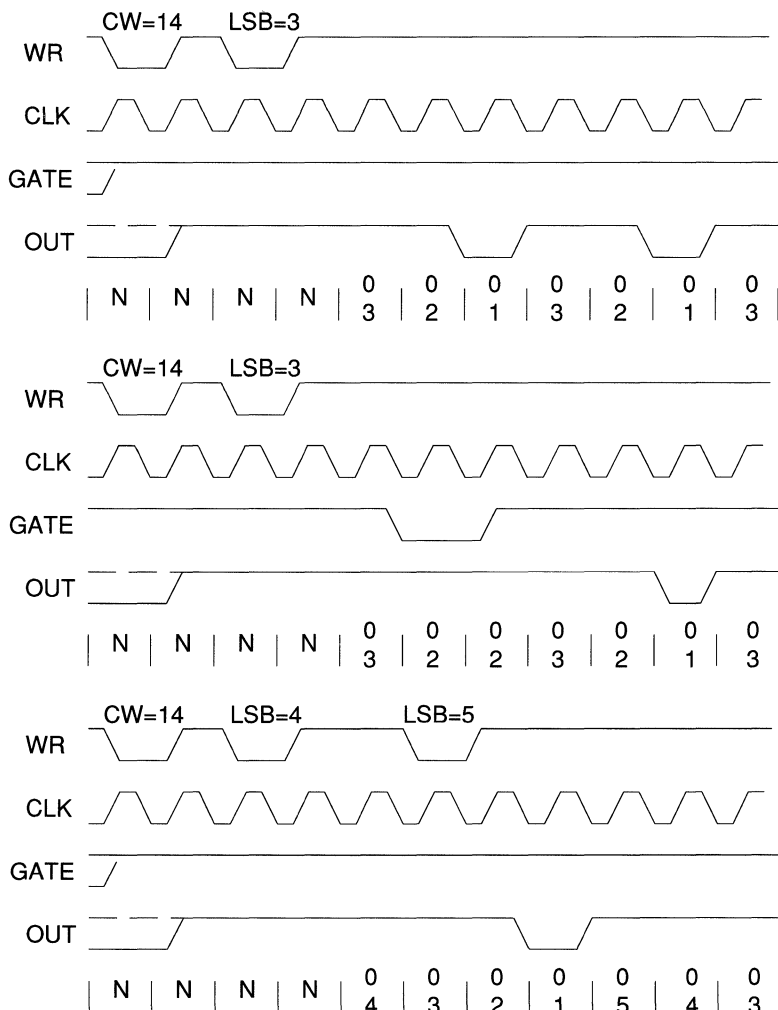 CW=14 LSB=3
WR
CLK
GATE
OUT
N N N N 0 0 0 0 0 0 0
3 2 1 3 2 1 3
CW=14 LSB=3
WR
CLK
GATE
OUT
N N N N 0 0 0 0 0 0 0
3 2 2 3 2 1 3
CW=14 LSB=4 LSB=5
WR
CLK
GATE
OUT
N N N N 0 0 0 0 0 0 0
4 3 2 1 5 4 3